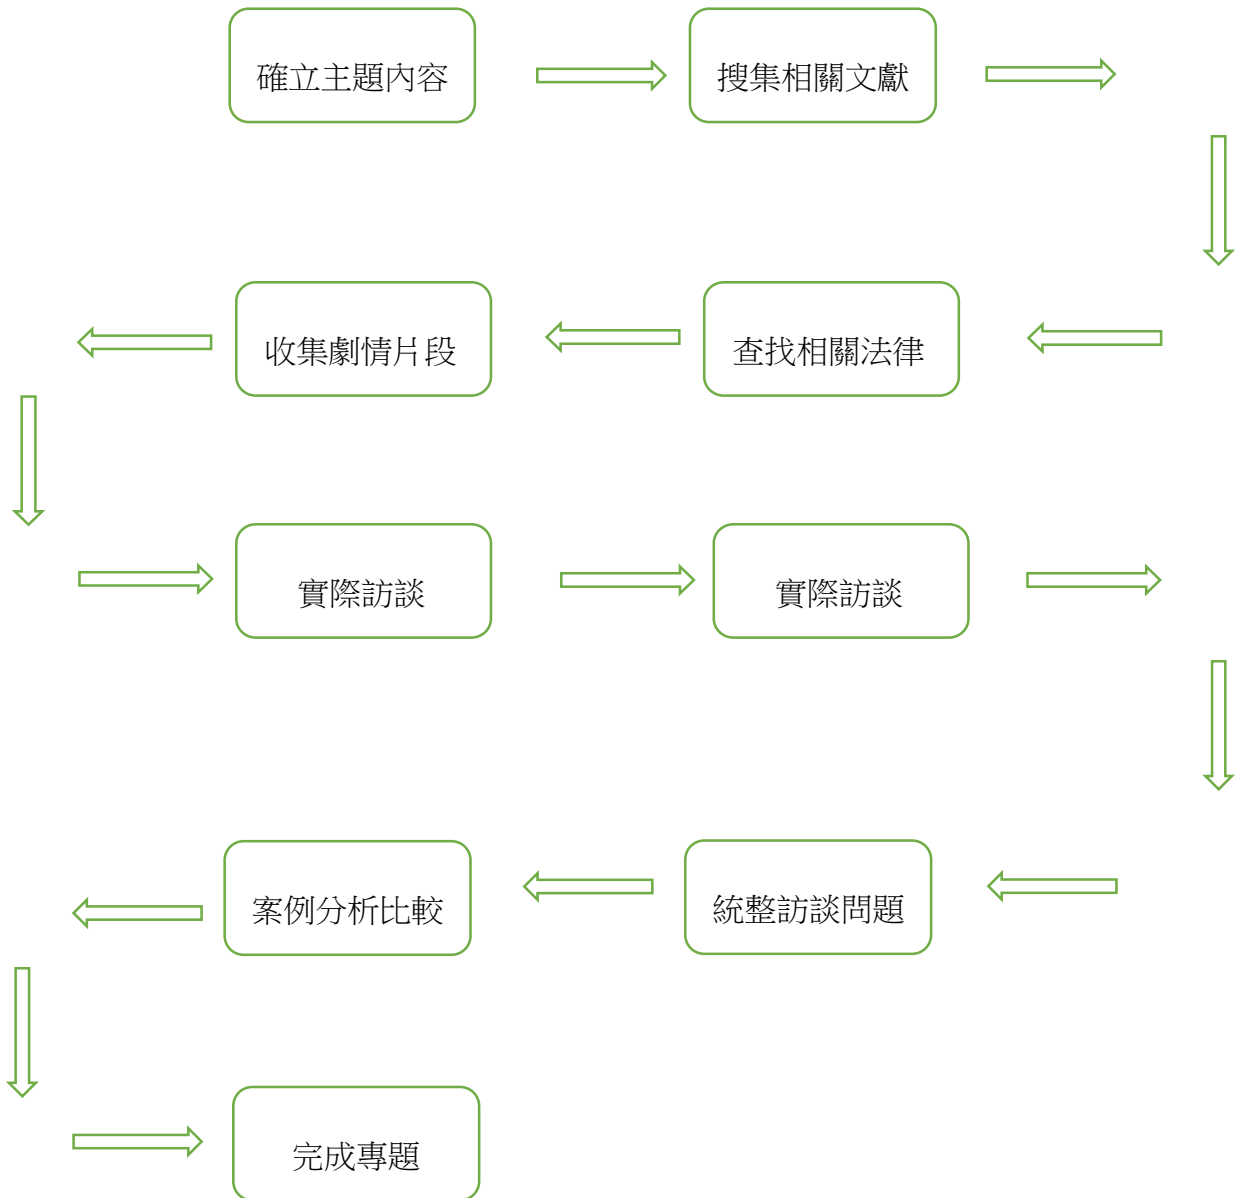 確立主題內容
搜集相關文獻
收集劇情片段
查找相關法律
實際訪談
實際訪談
案例分析比較
統整訪談問題
完成專題